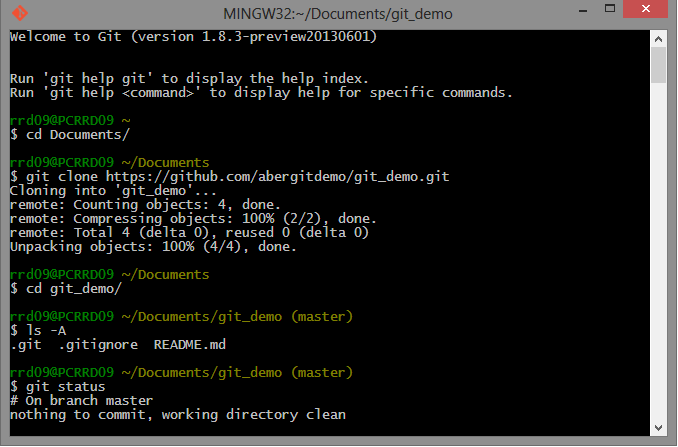 MINGW32:~/Documents/git_demo
Welcome to Git (version 1.8.3-preview20130601)
Run 'git help git' to display the help index.
Run 'git help <command>' to display help for specific commands.
rrd09@PCRRD09 ~
$ cd Documents/
rrd09@PCRRD09 ~/Documents
$ git clone https://github.com/abergitdemo/git_demo.git
Cloning into 'git_demo'...
remote: Counting objects: 4, done.
remote: Compressing objects: 100% (2/2), done.
remote: Total 4 (delta 0), reused 0 (delta 0)
Unpacking objects: 100% (4/4), done.
rrd09@PCRRD09 ~/Documents
$ cd git_demo/
rrd09@PCRRD09 ~/Documents/git_demo (master)
$ ls -A
.git  .gitignore  README.md
rrd09@PCRRD09 ~/Documents/git_demo (master)
$ git status
# On branch master
nothing to commit, working directory clean